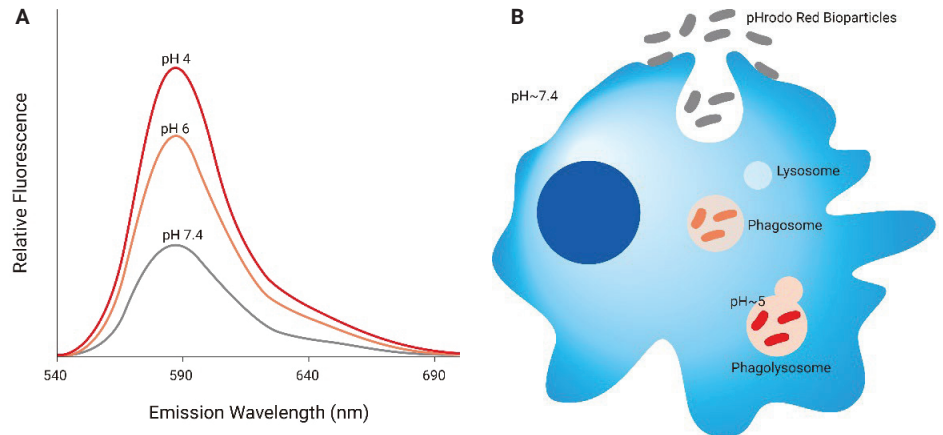 A
pH 4
pH 6
pH 7.4
Relative Fluorescence
540 590 640 690
Emission Wavelength (nm)
B
pHrodo Red Bioparticles
pH~7.4
Lysosome
Phagosome
pH~5
Phagolysosome